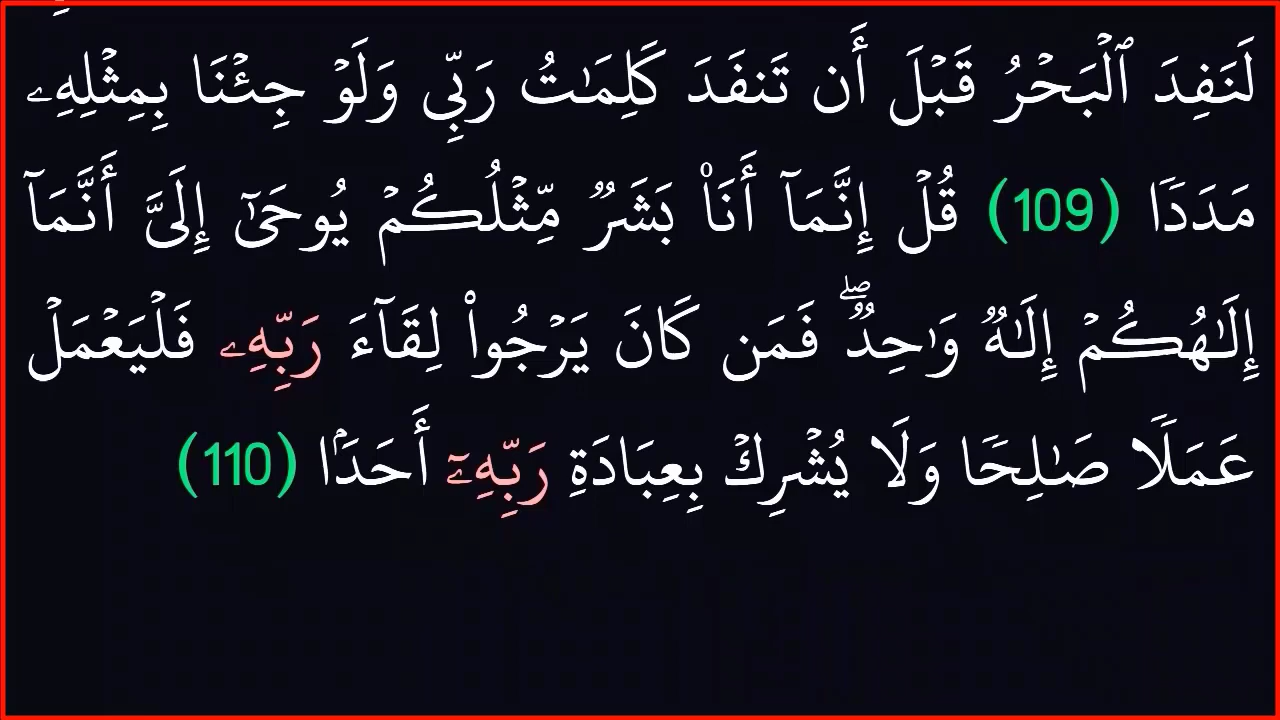 لَنَفِدَ ٱلْبَحْرُ قَبْلَ أَن تَنفَدَ كَلِمَـٰتُ رَبِّى وَلَوْ جِئْنَا بِمِثْلِهِۦ
مَدَدًا (109) قُلْ إِنَّمَآ أَنَا۠ بَشَرٌ مِّثْلُكُمْ يُوحَىٰٓ إِلَىَّ أَنَّمَآ
إِلَـٰهُكُمْ إِلَـٰهٌ وَٰحِدٌ ۖ فَمَن كَانَ يَرْجُوا۟ لِقَآءَ رَبِّهِۦ فَلْيَعْمَلْ
عَمَلًا صَـٰلِحًا وَلَا يُشْرِكْ بِعِبَادَةِ رَبِّهِۦٓ أَحَدًۢا (110)